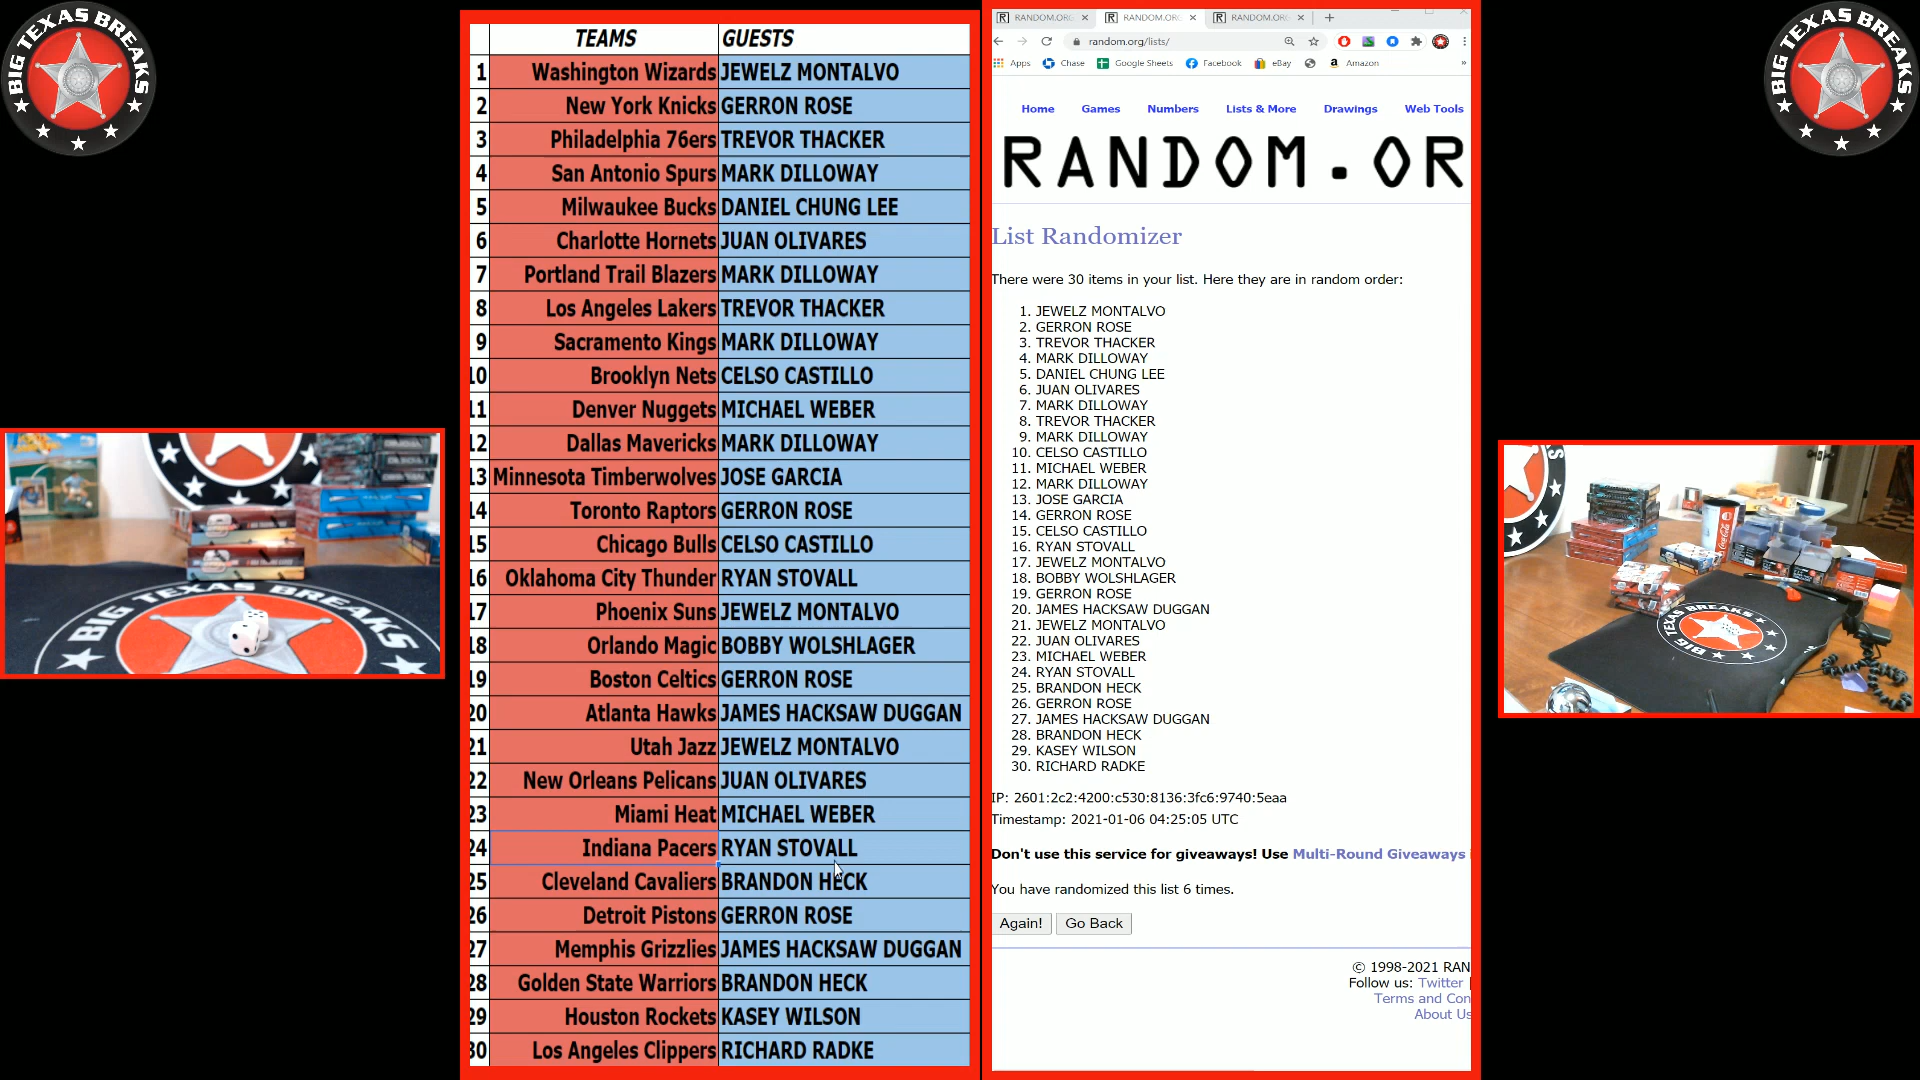 BIG TEXAS BREAKS
TEAMS GUESTS
1 Washington Wizards JEWELZ MONTALVO
2 New York Knicks GERRON ROSE
3 Philadelphia 76ers TREVOR THACKER
4 San Antonio Spurs MARK DILLOWAY
5 Milwaukee Bucks DANIEL CHUNG LEE
6 Charlotte Hornets JUAN OLIVARES
7 Portland Trail Blazers MARK DILLOWAY
8 Los Angeles Lakers TREVOR THACKER
9 Sacramento Kings MARK DILLOWAY
10 Brooklyn Nets CELSO CASTILLO
11 Denver Nuggets MICHAEL WEBER
12 Dallas Mavericks MARK DILLOWAY
13 Minnesota Timberwolves JOSE GARCIA
14 Toronto Raptors GERRON ROSE
15 Chicago Bulls CELSO CASTILLO
16 Oklahoma City Thunder RYAN STOVALL
17 Phoenix Suns JEWELZ MONTALVO
18 Orlando Magic BOBBY WOLSHLAGER
19 Boston Celtics GERRON ROSE
20 Atlanta Hawks JAMES HACKSAW DUGGAN
21 Utah Jazz JEWELZ MONTALVO
22 New Orleans Pelicans JUAN OLIVARES
23 Miami Heat MICHAEL WEBER
24 Indiana Pacers RYAN STOVALL
25 Cleveland Cavaliers BRANDON HECK
26 Detroit Pistons GERRON ROSE
27 Memphis Grizzlies JAMES HACKSAW DUGGAN
28 Golden State Warriors BRANDON HECK
29 Houston Rockets KASEY WILSON
30 Los Angeles Clippers RICHARD RADKE
RANDOM.ORG RANDOM.ORG RANDOM.OR
random.org/lists/
Apps Chase Google Sheets Facebook eBay Amazon »
Home Games Numbers Lists & More Drawings Web Tools
RANDOM.OR
List Randomizer
There were 30 items in your list. Here they are in random order:
1. JEWELZ MONTALVO
2. GERRON ROSE
3. TREVOR THACKER
4. MARK DILLOWAY
5. DANIEL CHUNG LEE
6. JUAN OLIVARES
7. MARK DILLOWAY
8. TREVOR THACKER
9. MARK DILLOWAY
10. CELSO CASTILLO
11. MICHAEL WEBER
12. MARK DILLOWAY
13. JOSE GARCIA
14. GERRON ROSE
15. CELSO CASTILLO
16. RYAN STOVALL
17. JEWELZ MONTALVO
18. BOBBY WOLSHLAGER
19. GERRON ROSE
20. JAMES HACKSAW DUGGAN
21. JEWELZ MONTALVO
22. JUAN OLIVARES
23. MICHAEL WEBER
24. RYAN STOVALL
25. BRANDON HECK
26. GERRON ROSE
27. JAMES HACKSAW DUGGAN
28. BRANDON HECK
29. KASEY WILSON
30. RICHARD RADKE
IP: 2601:2c2:4200:c530:8136:3fc6:9740:5eaa
Timestamp: 2021-01-06 04:25:05 UTC
Don't use this service for giveaways! Use Multi-Round Giveaways
You have randomized this list 6 times.
Again! Go Back
© 1998-2021 RAN
Follow us: Twitter |
Terms and Con
About Us
BIG TEXAS BREAKS
BIG TEXAS BREAKS
BIG TEXAS BREAKS
Coca-Cola